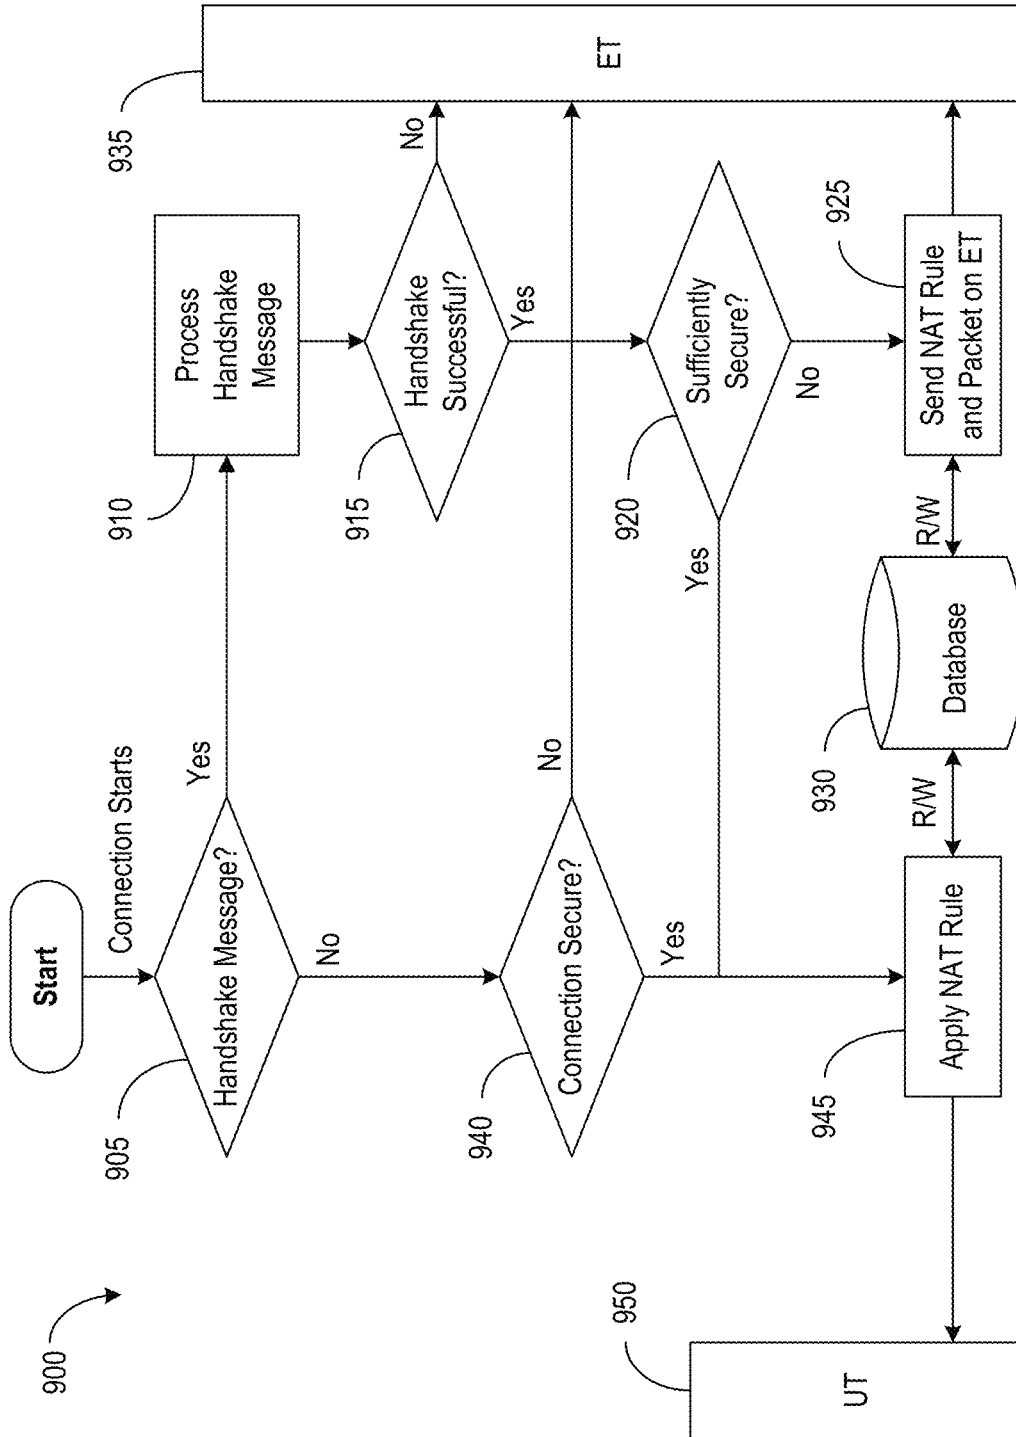 900
Start
Connection Starts
905
Handshake Message?
Yes
No
910
Process
Handshake
Message
915
Handshake
Successful?
No
Yes
935
ET
940
Connection Secure?
No
Yes
920
Sufficiently
Secure?
Yes
No
925
Send NAT Rule
and Packet on ET
R/W
930
Database
R/W
945
Apply NAT Rule
950
UT